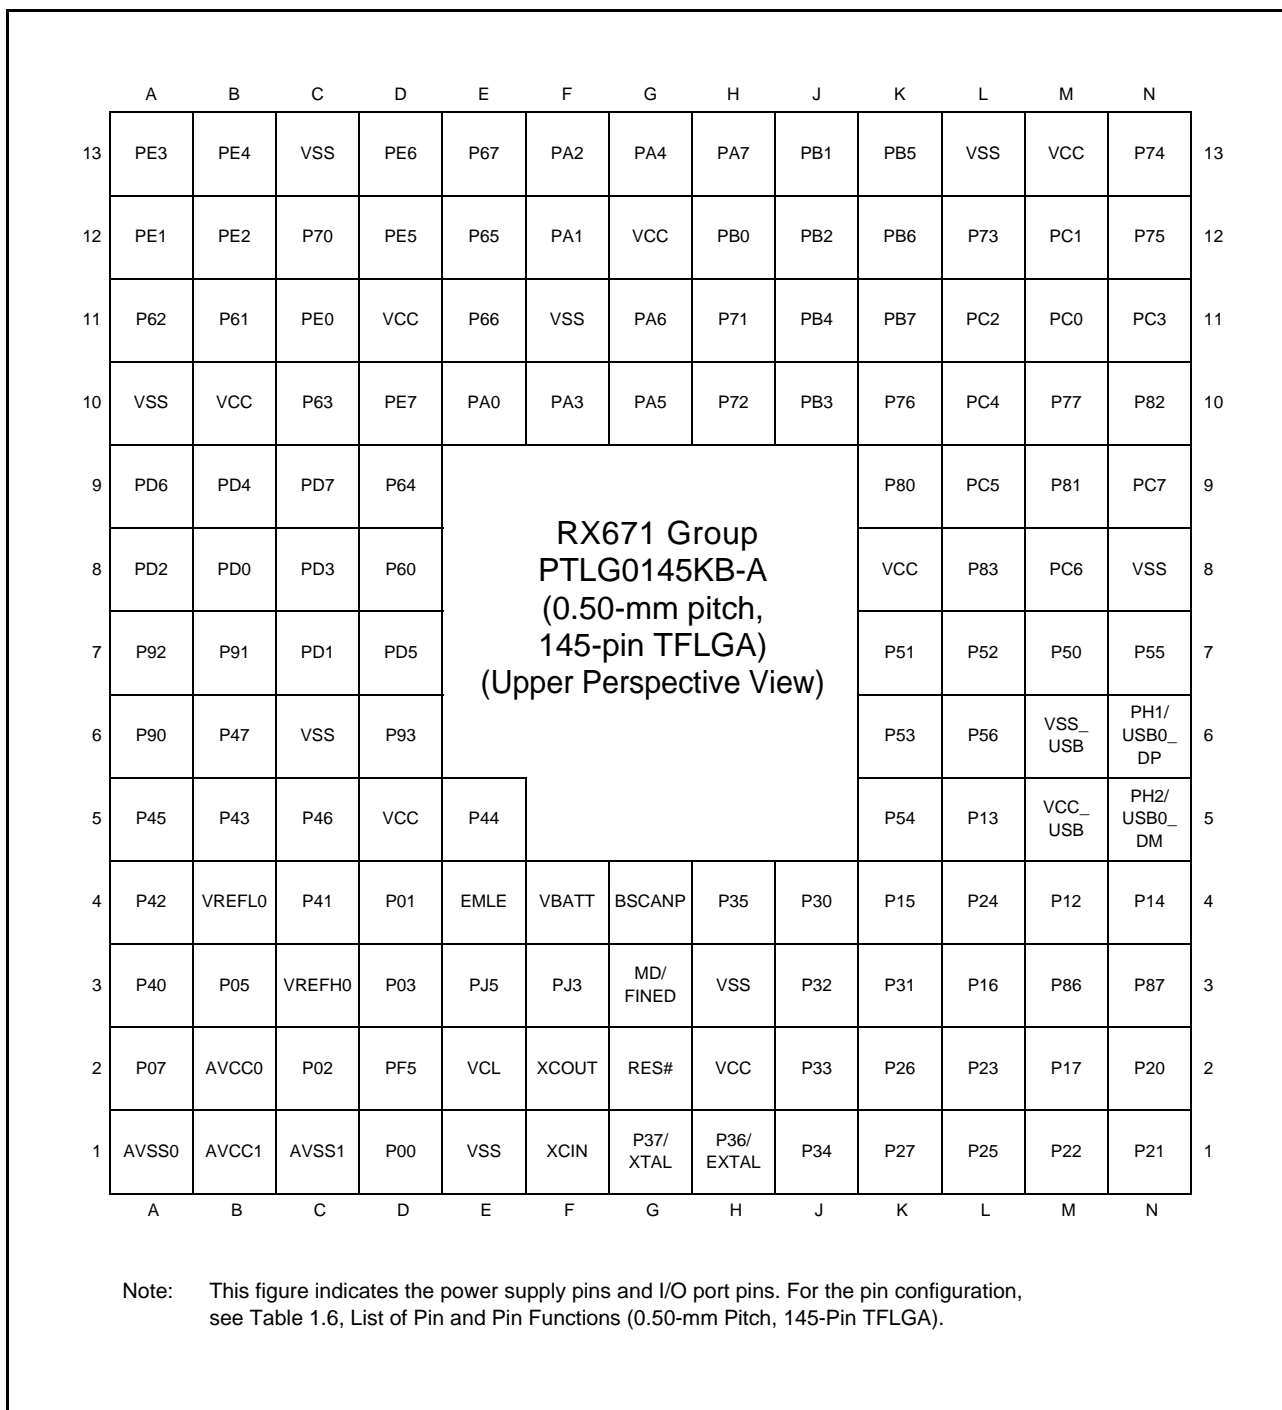 A B C D E F G H J K L M N
13 PE3 PE4 VSS PE6 P67 PA2 PA4 PA7 PB1 PB5 VSS VCC P74 13
12 PE1 PE2 P70 PE5 P65 PA1 VCC PB0 PB2 PB6 P73 PC1 P75 12
11 P62 P61 PE0 VCC P66 VSS PA6 P71 PB4 PB7 PC2 PC0 PC3 11
10 VSS VCC P63 PE7 PA0 PA3 PA5 P72 PB3 P76 PC4 P77 P82 10
9 PD6 PD4 PD7 P64 P80 PC5 P81 PC7 9
8 PD2 PD0 PD3 P60 VCC P83 PC6 VSS 8
7 P92 P91 PD1 PD5 P51 P52 P50 P55 7
RX671 Group
PTLG0145KB-A
(0.50-mm pitch,
145-pin TFLGA)
(Upper Perspective View)
6 P90 P47 VSS P93 P53 P56 VSS_
USB PH1/
USB0_
DP 6
5 P45 P43 P46 VCC P44 P54 P13 VCC_
USB PH2/
USB0_
DM 5
4 P42 VREFL0 P41 P01 EMLE VBATT BSCANP P35 P30 P15 P24 P12 P14 4
3 P40 P05 VREFH0 P03 PJ5 PJ3 MD/
FINED VSS P32 P31 P16 P86 P87 3
2 P07 AVCC0 P02 PF5 VCL XCOUT RES# VCC P33 P26 P23 P17 P20 2
1 AVSS0 AVCC1 AVSS1 P00 VSS XCIN P37/
XTAL P36/
EXTAL P34 P27 P25 P22 P21 1
A B C D E F G H J K L M N
Note: This figure indicates the power supply pins and I/O port pins. For the pin configuration,
see Table 1.6, List of Pin and Pin Functions (0.50-mm Pitch, 145-Pin TFLGA).